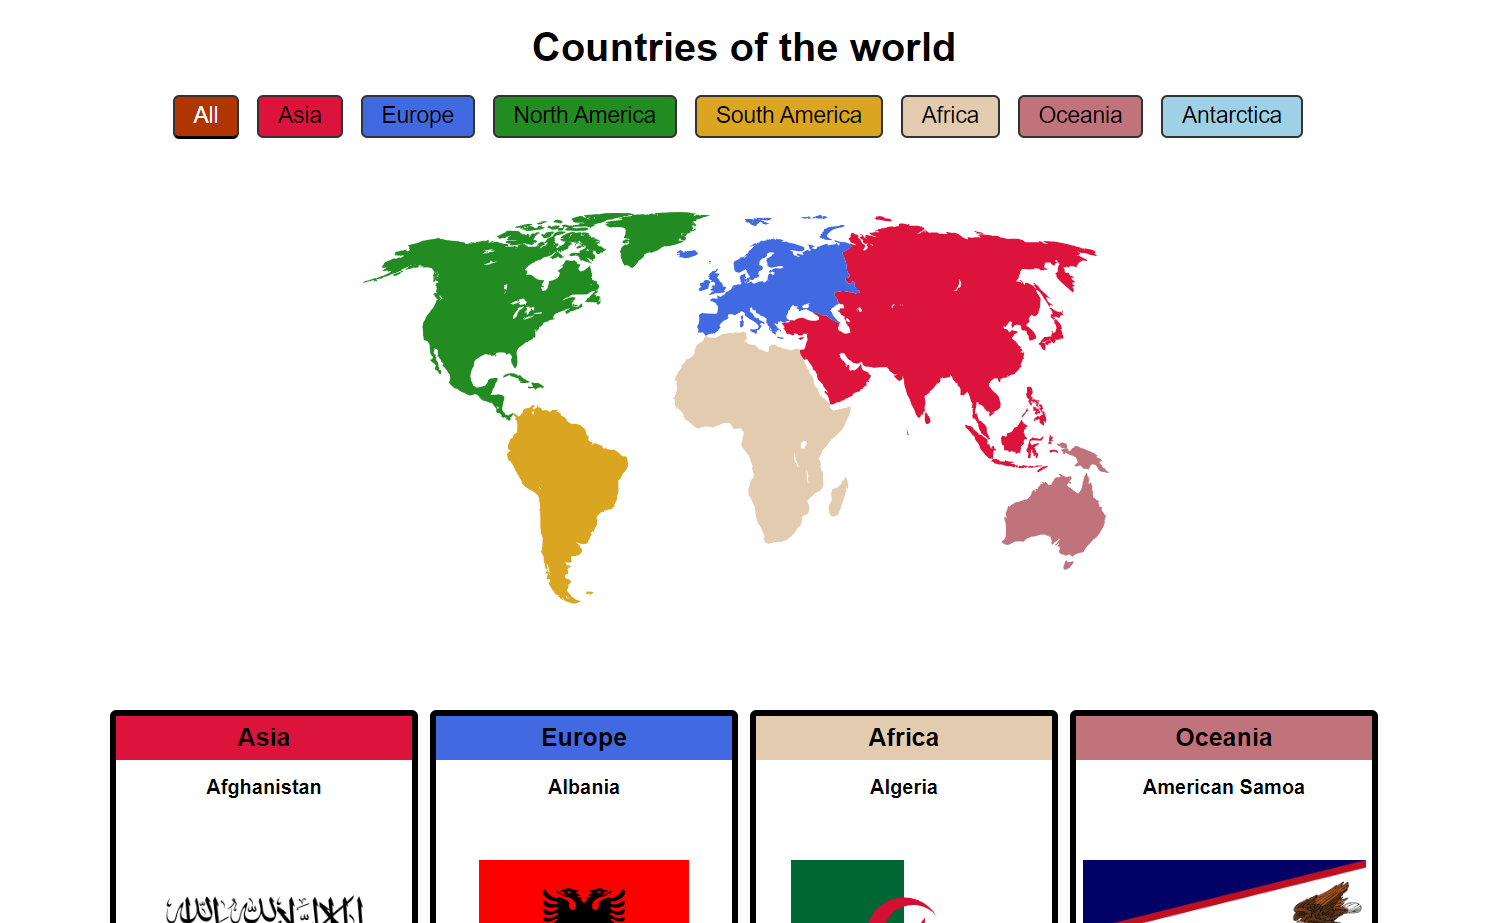 Countries of the world
All
Asia
Europe
North America
South America
Africa
Oceania
Antarctica
Asia
Europe
Africa
Oceania
Afghanistan
Albania
Algeria
American Samoa